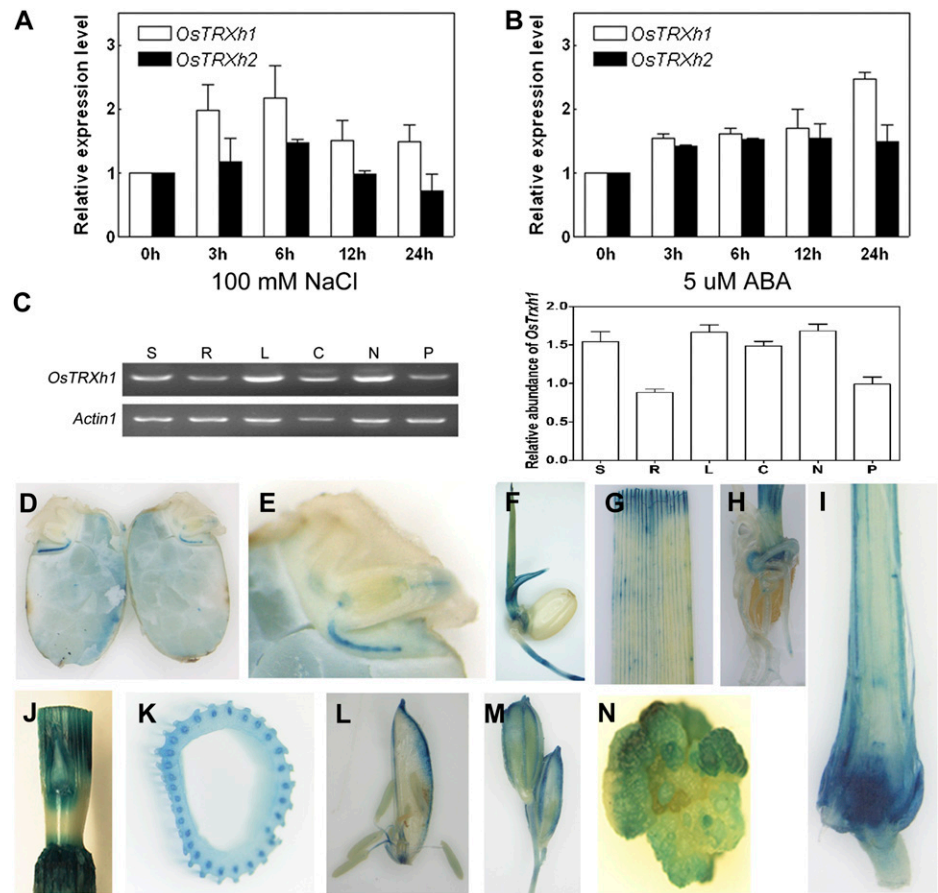 A
B
OsTRXh1
OsTRXh2
Relative expression level
3
2
1
0
0h 3h 6h 12h 24h
100 mM NaCl
OsTRXh1
OsTRXh2
Relative expression level
3
2
1
0
0h 3h 6h 12h 24h
5 uM ABA
C
S R L C N P
OsTRXh1
Actin1
Relative abundance of OsTrxh1
2.0
1.5
1.0
0.5
0.0
S R L C N P
D
E
F
G
H
I
J
K
L
M
N